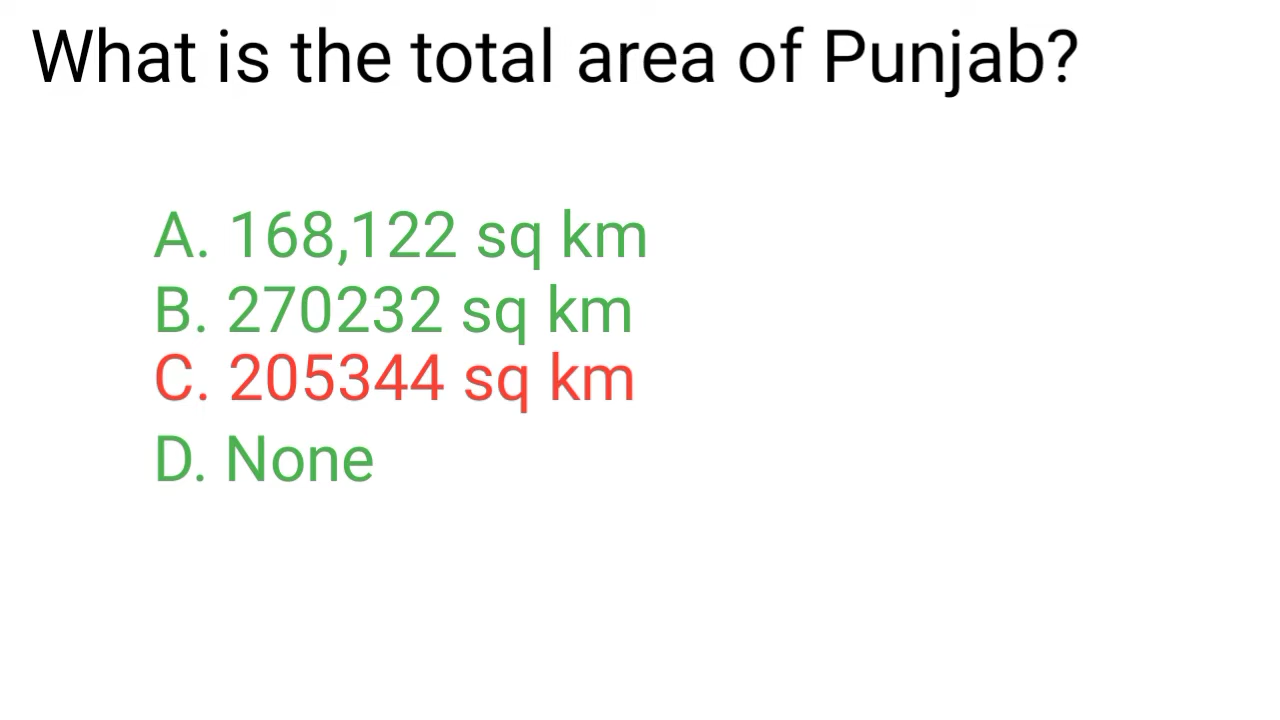 What is the total area of Punjab?
A. 168,122 sq km
B. 270232 sq km
C. 205344 sq km
D. None